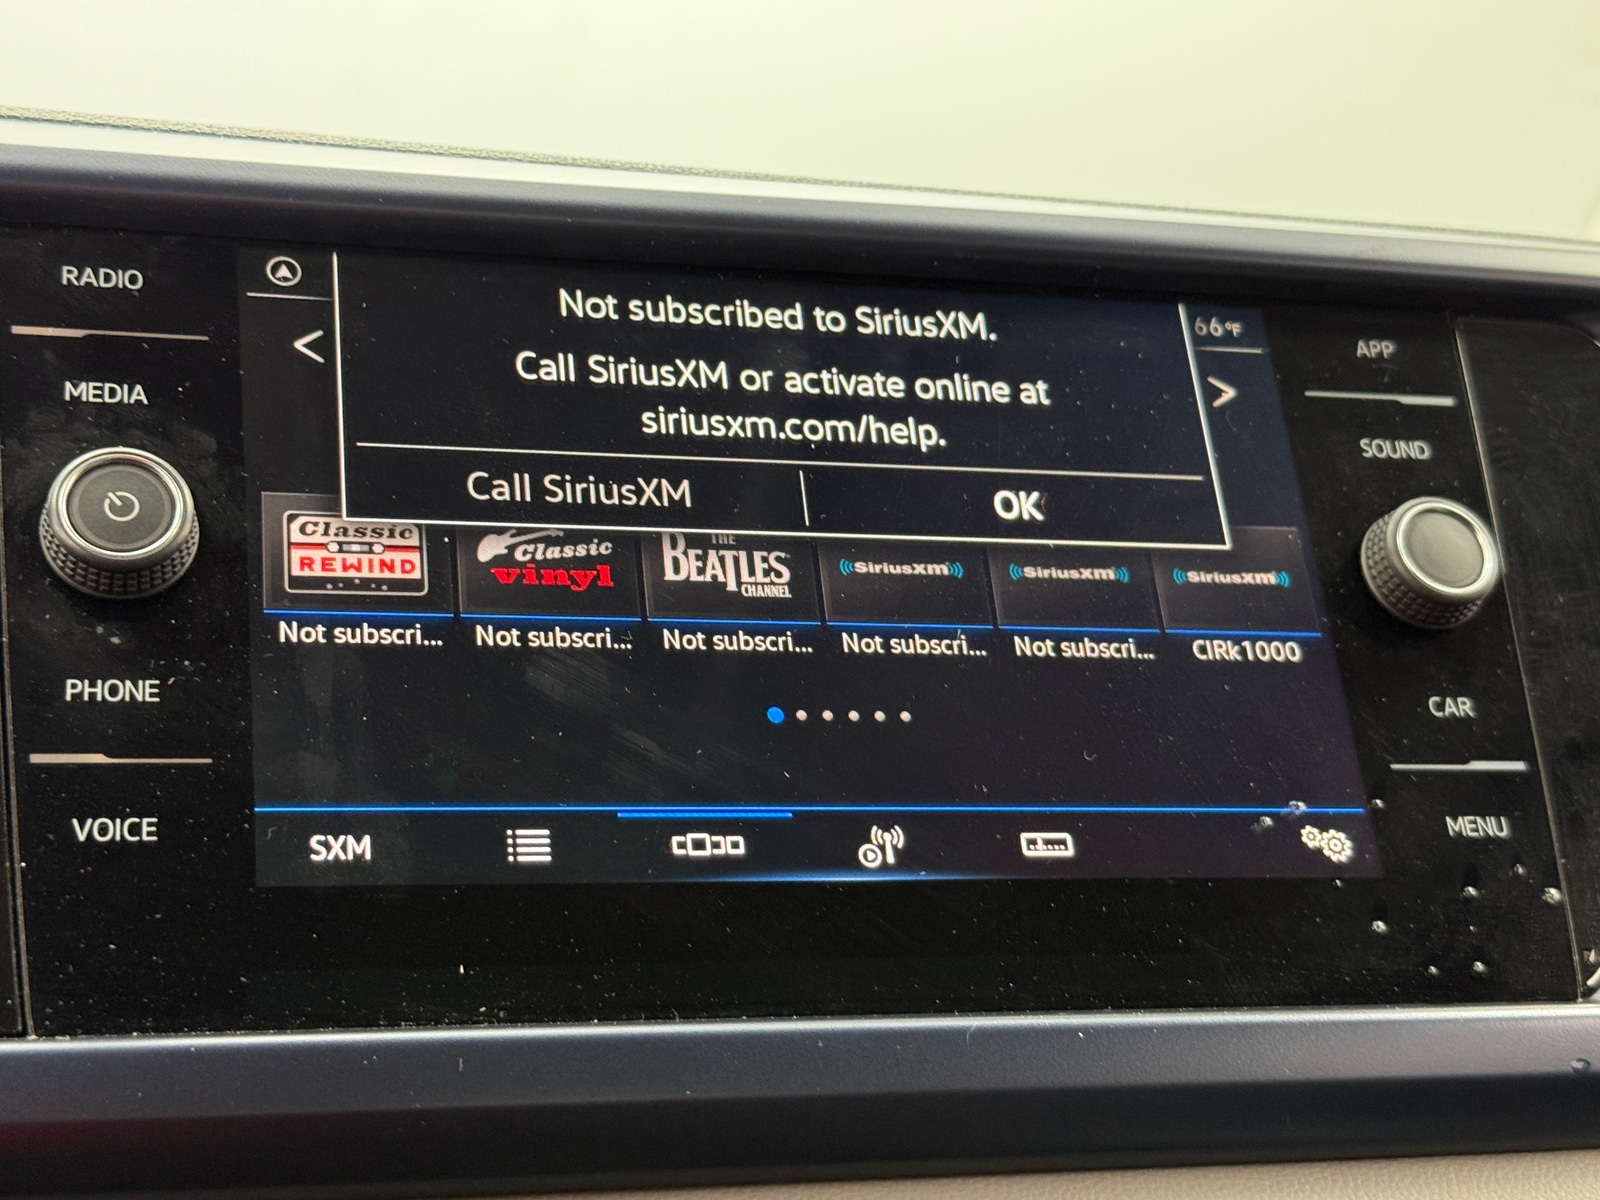 RADIO
MEDIA
PHONE
VOICE
Not subscribed to SiriusXM.
Call SiriusXM or activate online at
siriusxm.com/help.
Call SiriusXM
OK
66°F
Classic
REWIND
Classic
vinyl
THE
BEATLES
CHANNEL
((SiriusXM))
((SiriusXM))
((SiriusXM))
Not subscri...
Not subscri...
Not subscri...
Not subscri...
Not subscri...
CIRk1000
SXM
APP
SOUND
CAR
MENU